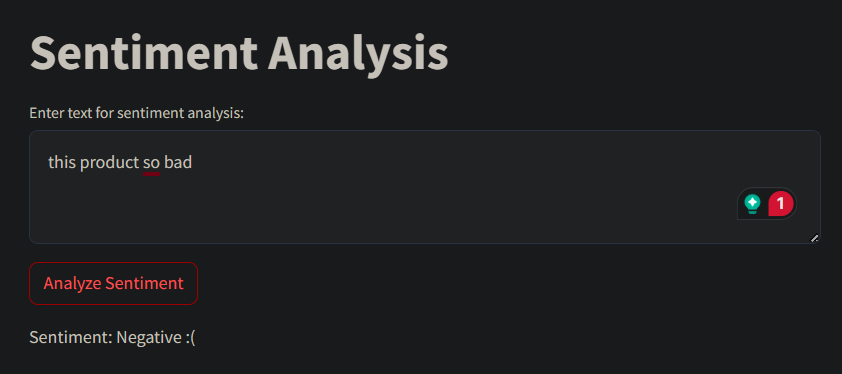 Sentiment Analysis
Enter text for sentiment analysis:
this product so bad
1
Analyze Sentiment
Sentiment: Negative :(